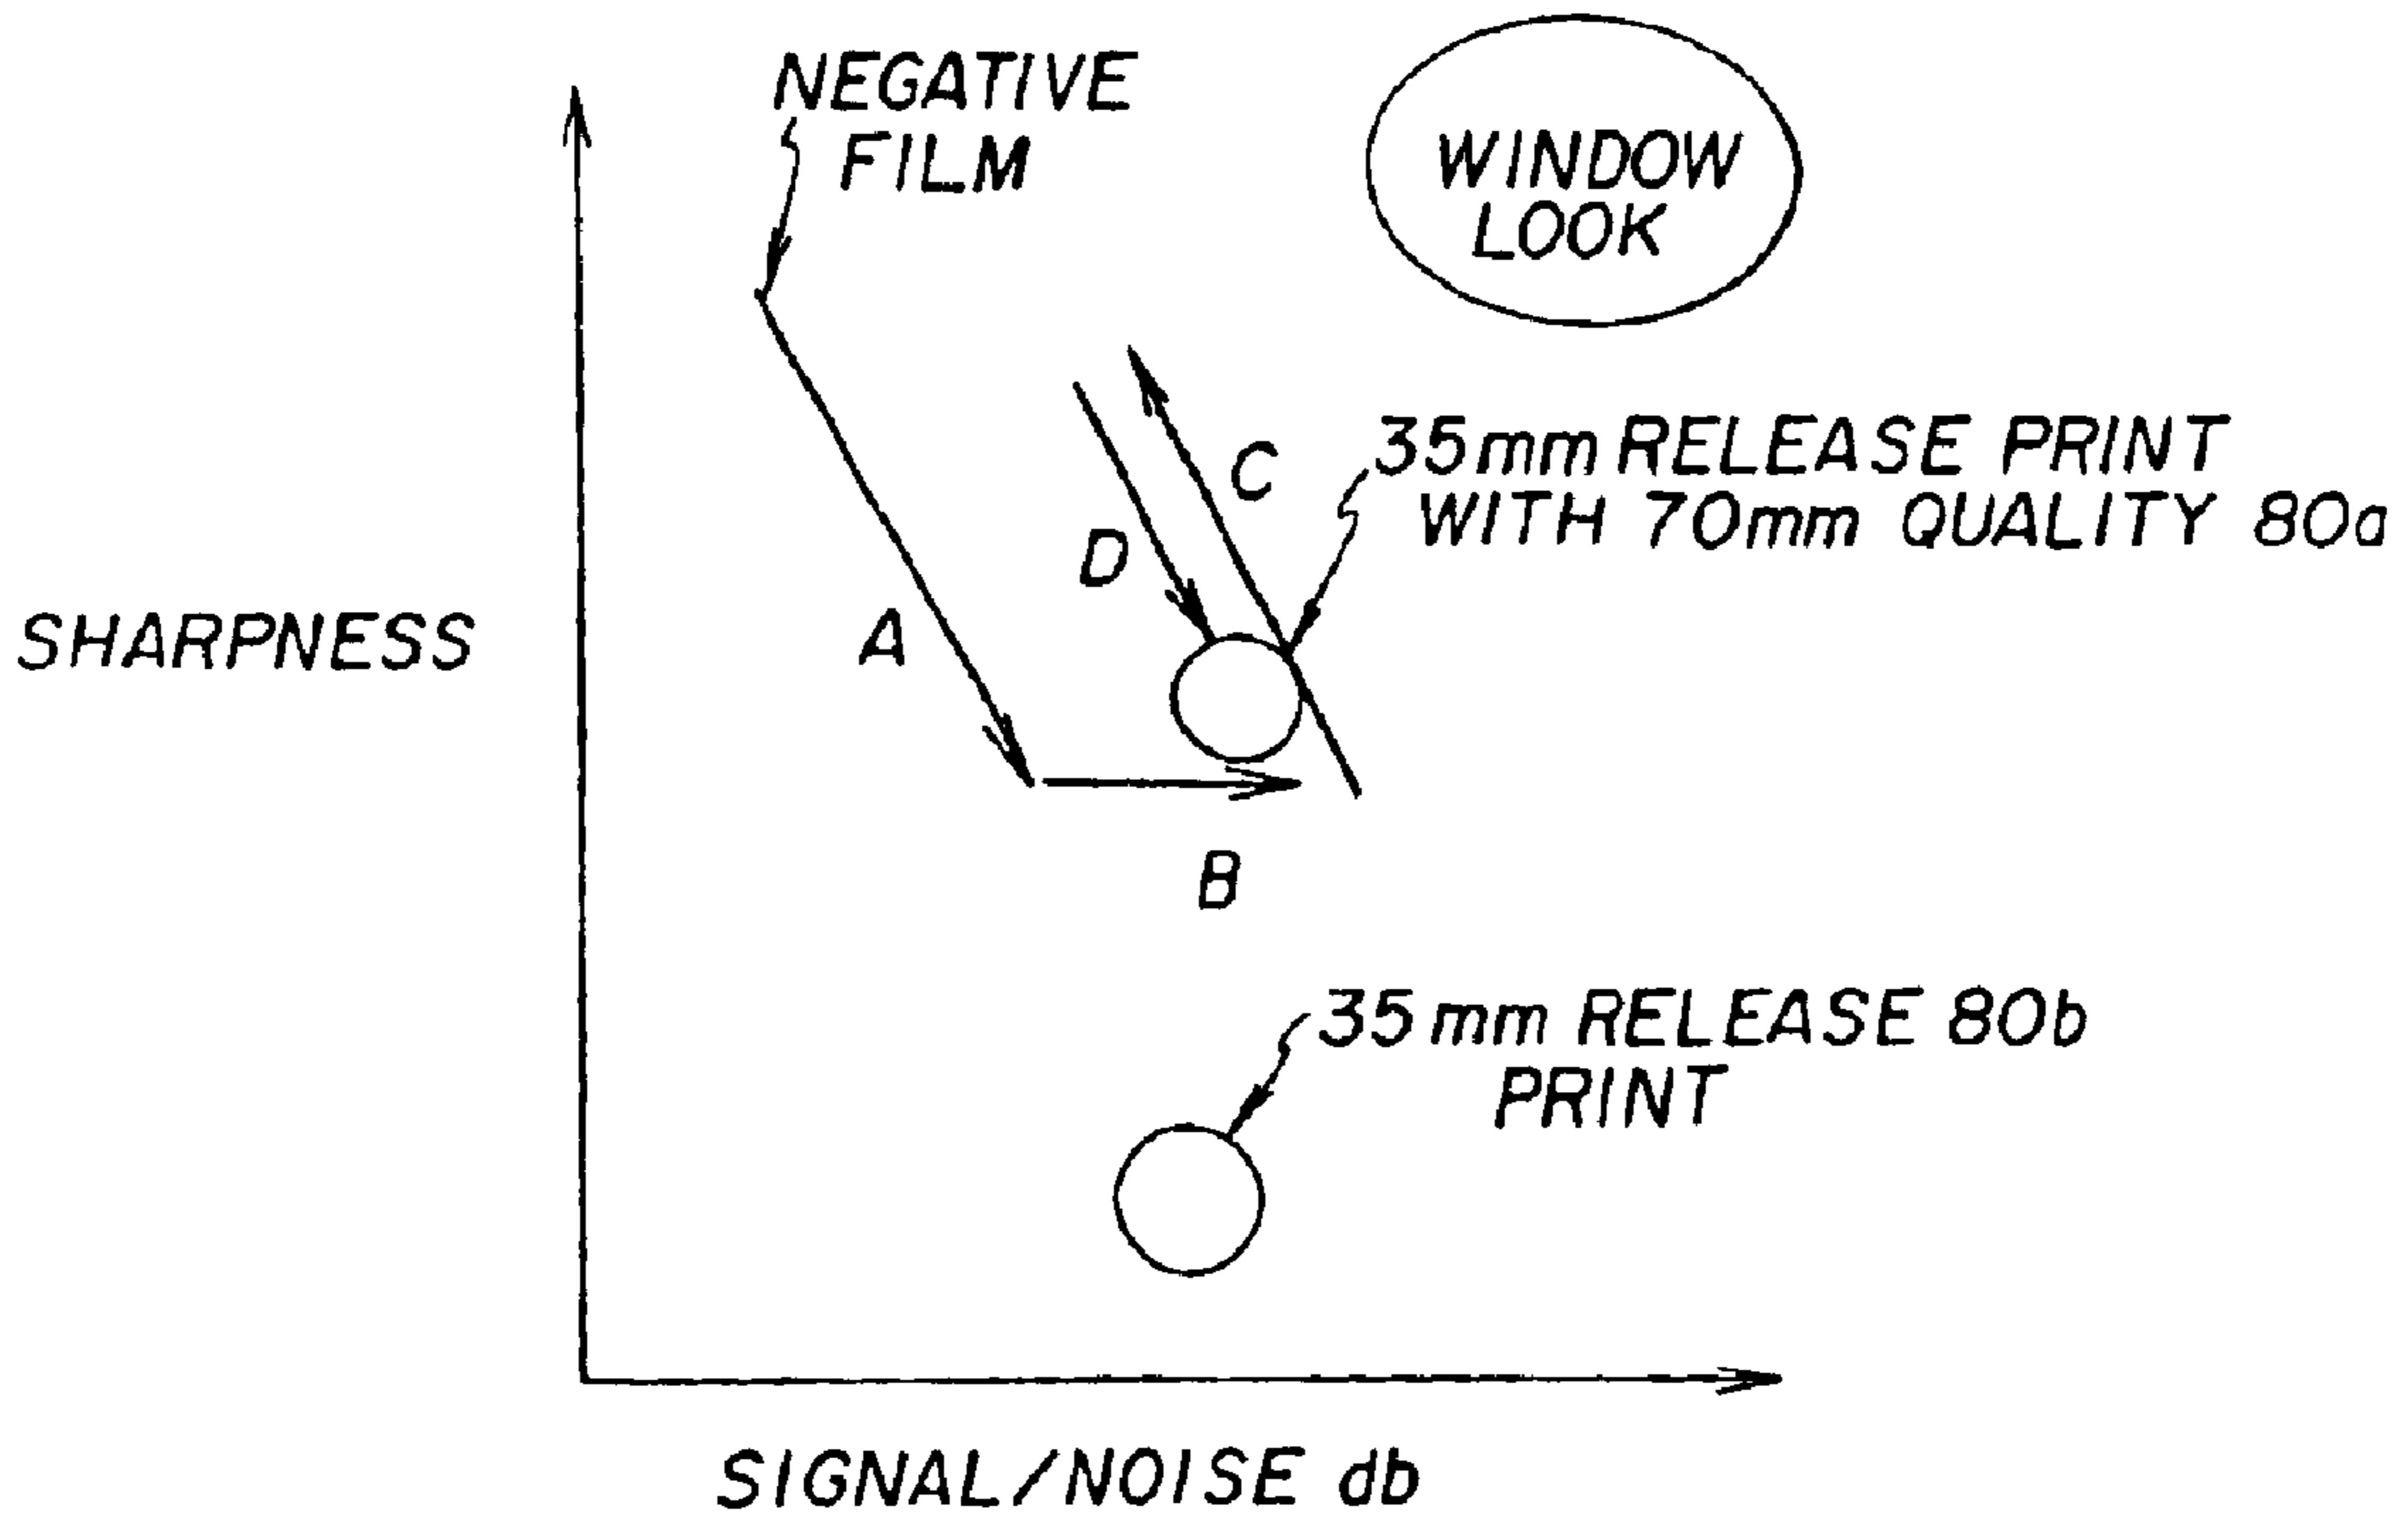 NEGATIVE
FILM
WINDOW
LOOK
C
35mm RELEASE PRINT
WITH 70mm QUALITY 80a
D
SHARPNESS
A
B
35mm RELEASE 80b
PRINT
SIGNAL/NOISE db